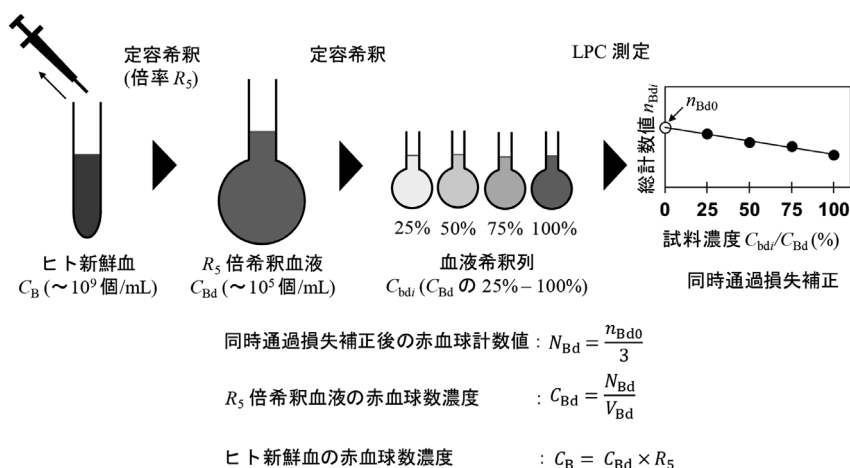 定容希釈
(倍率 R₅)
定容希釈
LPC 測定
総計数値 nBdi
nBd0
0 25 50 75 100
試料濃度 Cbdi/CBd (%)
同時通過損失補正
25% 50% 75% 100%
ヒト新鮮血
CB (～10⁹個/mL)
R₅ 倍希釈血液
CBd (～10⁵個/mL)
血液希釈列
Cbdi (CBd の 25%–100%)
同時通過損失補正後の赤血球計数値 : NBd = nBd0/3
R₅ 倍希釈血液の赤血球数濃度 : CBd = NBd/VBd
ヒト新鮮血の赤血球数濃度 : CB = CBd × R₅